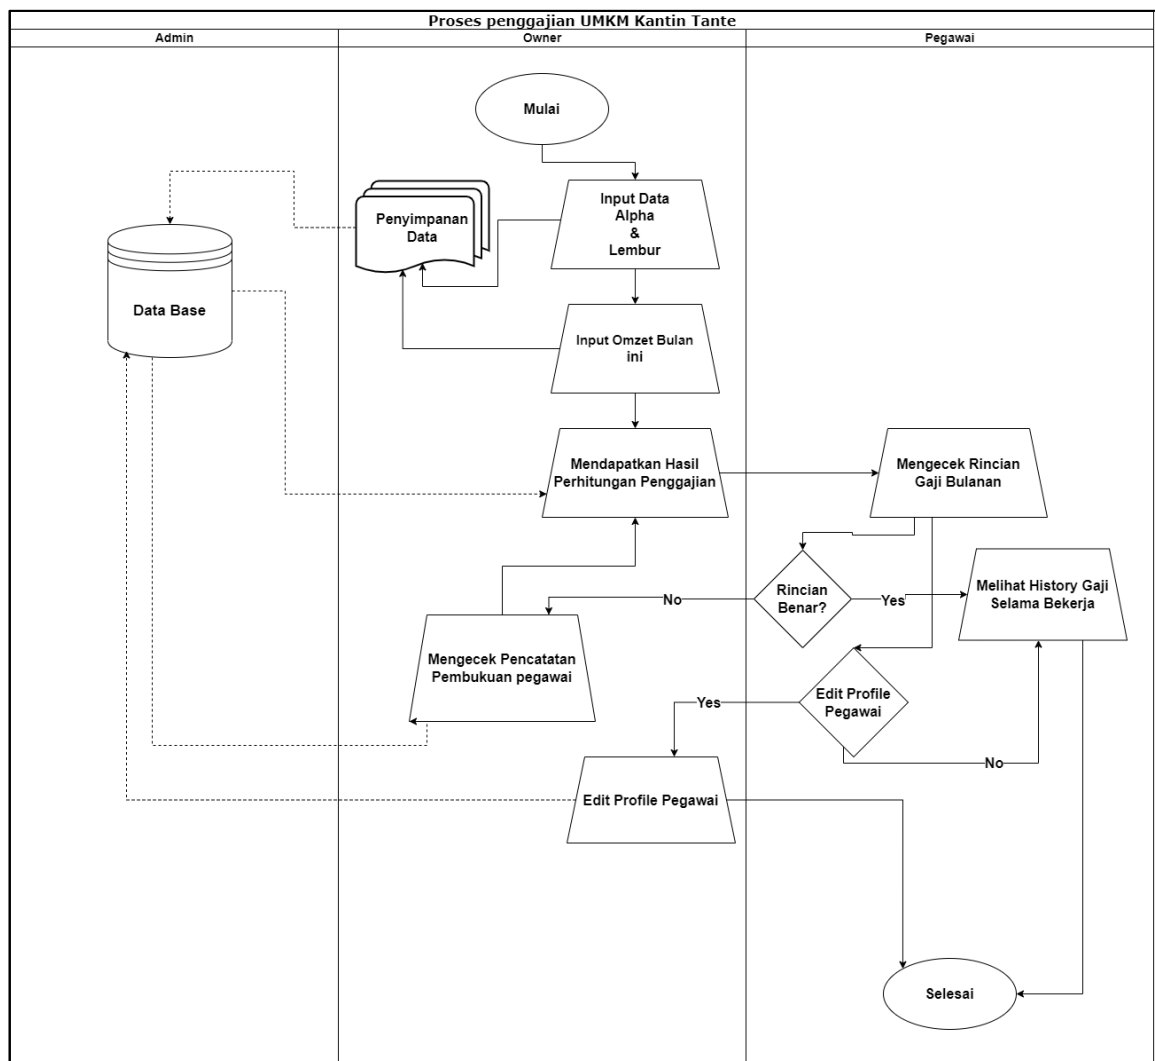 Proses penggajian UMKM Kantin Tante
Admin
Owner
Pegawai
Mulai
Input Data
Alpha
&
Lembur
Penyimpanan
Data
Data Base
Input Omzet Bulan
ini
Mendapatkan Hasil
Perhitungan Penggajian
Mengecek Rincian
Gaji Bulanan
Rincian
Benar?
No
Yes
Melihat History Gaji
Selama Bekerja
Mengecek Pencatatan
Pembukuan pegawai
Edit Profile
Pegawai
Yes
No
Edit Profile Pegawai
Selesai